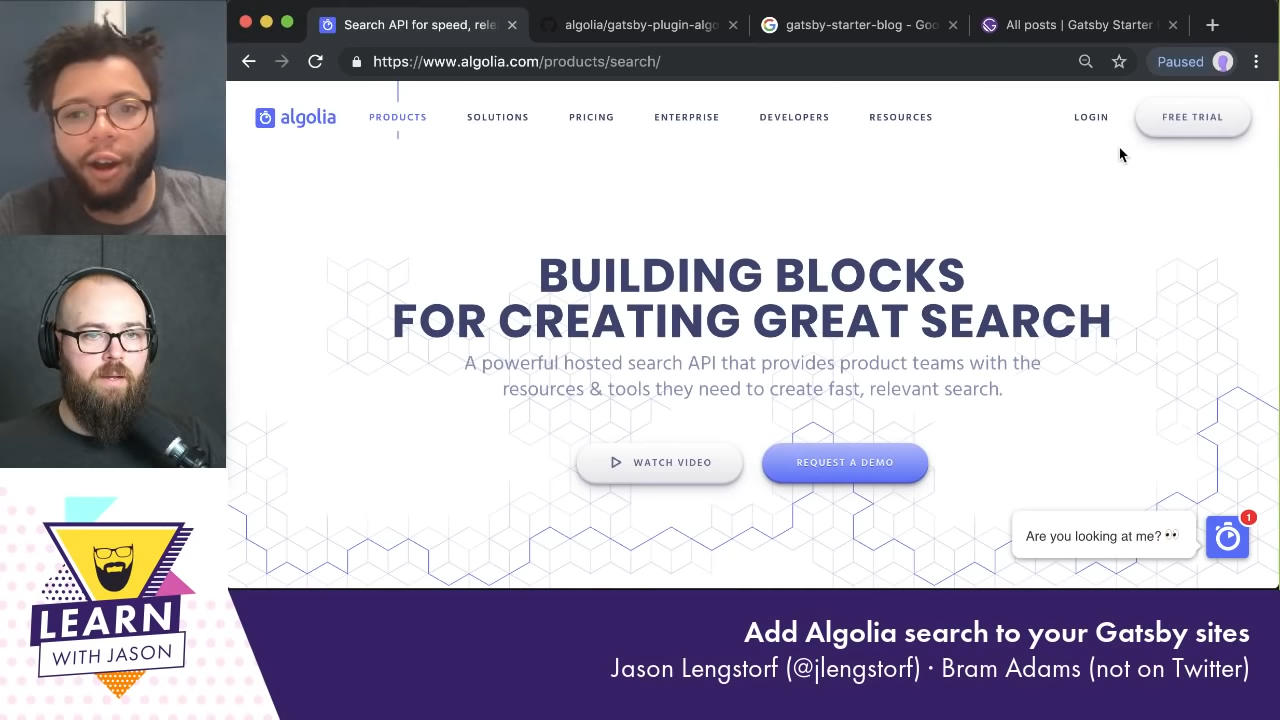 Search API for speed, rele
algolia/gatsby-plugin-algo
gatsby-starter-blog - Goo
All posts | Gatsby Starter
https://www.algolia.com/products/search/
Paused
algolia
PRODUCTS
SOLUTIONS
PRICING
ENTERPRISE
DEVELOPERS
RESOURCES
LOGIN
FREE TRIAL
BUILDING BLOCKS
FOR CREATING GREAT SEARCH
A powerful hosted search API that provides product teams with the
resources & tools they need to create fast, relevant search.
WATCH VIDEO
REQUEST A DEMO
Are you looking at me? 👀
1
LEARN
WITH JASON
Add Algolia search to your Gatsby sites
Jason Lengstorf (@jlengstorf) · Bram Adams (not on Twitter)